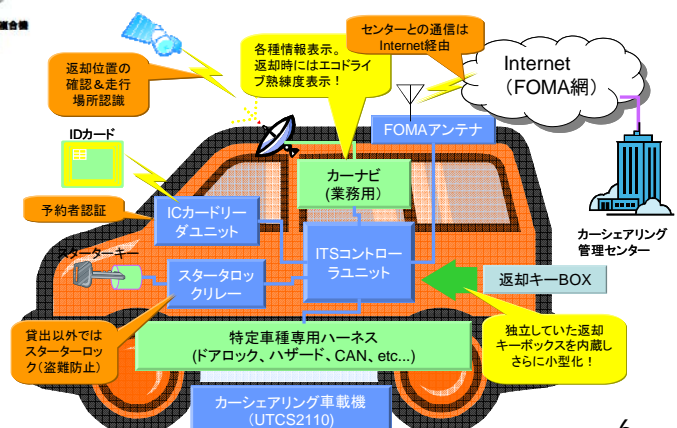 複合機
返却位置の
確認＆走行
場所認識
各種情報表示。
返却時にはエコドラ
イブ熟練度表示！
センターとの通信は
Internet経由
Internet
（FOMA網）
FOMAアンテナ
IDカード
カーナビ
(業務用)
予約者認証
ICカードリー
ダユニット
ITSコントロー
ラユニット
カーシェアリング
管理センター
スターターキー
スタータロッ
クリレー
返却キーBOX
貸出以外では
スターターロッ
ク（盗難防止）
特定車種専用ハーネス
(ドアロック、ハザード、CAN、etc...)
独立していた返却
キーボックスを内蔵し
さらに小型化！
カーシェアリング車載機
（UTCS2110)